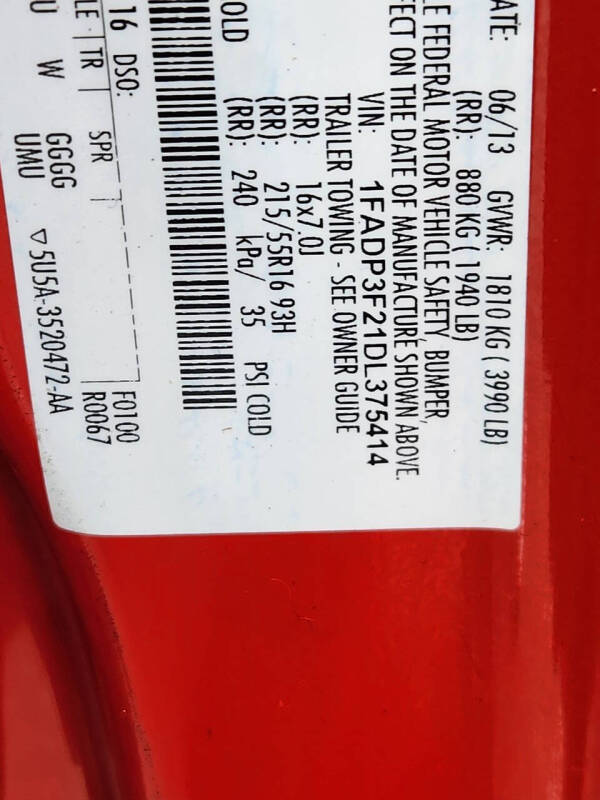 ATE: 06/13 GVWR: 1810 KG ( 3990 LB)
(RR): 880 KG ( 1940 LB)
LE FEDERAL MOTOR VEHICLE SAFETY, BUMPER,
FECT ON THE DATE OF MANUFACTURE SHOWN ABOVE.
VIN: 1FADP3F21DL375414
TRAILER TOWING - SEE OWNER GUIDE
(RR): 16x7.0J
(RR): 215/55R16 93H
OLD (RR): 240 kPa/ 35 PSI COLD
16 DSO: F0100
LE TR SPR R0067
U W GGGG
UMU ▽5U5A-3520472-AA